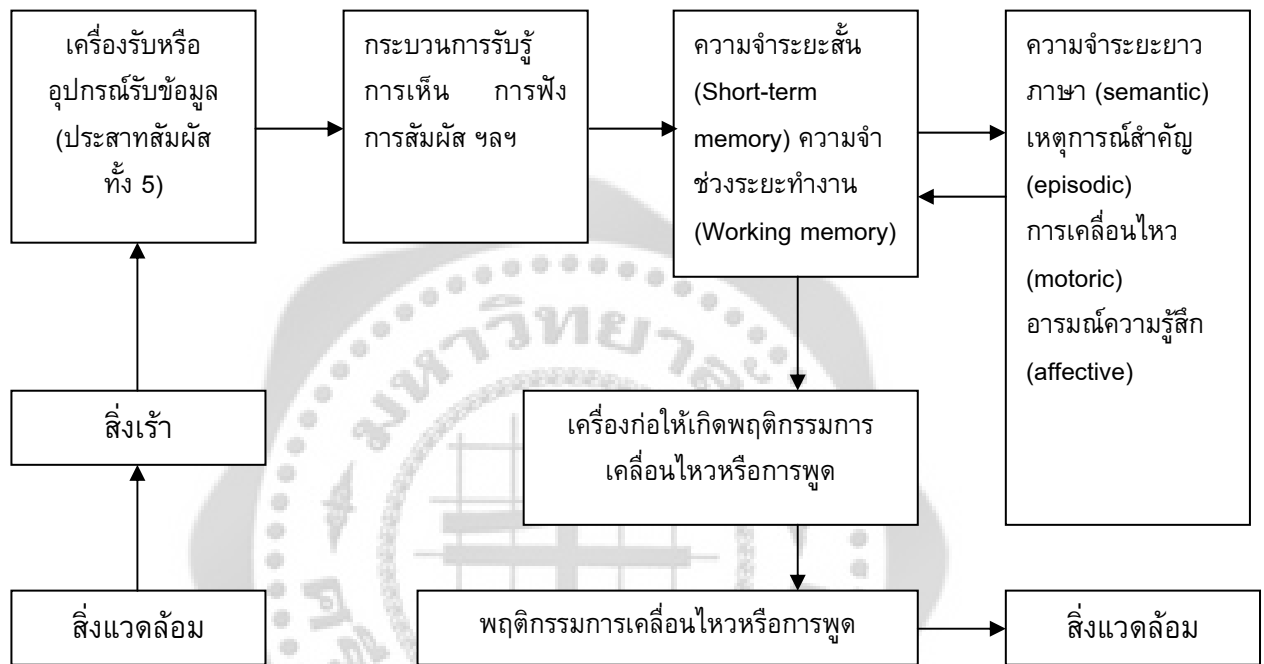 เครื่องรับหรือ
อุปกรณ์รับข้อมูล
(ประสาทสัมผัส
ทั้ง 5)
กระบวนการรับรู้
การเห็น การฟัง
การสัมผัส ฯลฯ
ความจำระยะสั้น
(Short-term
memory) ความจำ
ช่วงระยะทำงาน
(Working memory)
ความจำระยะยาว
ภาษา (semantic)
เหตุการณ์สำคัญ
(episodic)
การเคลื่อนไหว
(motoric)
อารมณ์ความรู้สึก
(affective)
สิ่งเร้า
เครื่องก่อให้เกิดพฤติกรรมการ
เคลื่อนไหวหรือการพูด
สิ่งแวดล้อม
พฤติกรรมการเคลื่อนไหวหรือการพูด
สิ่งแวดล้อม